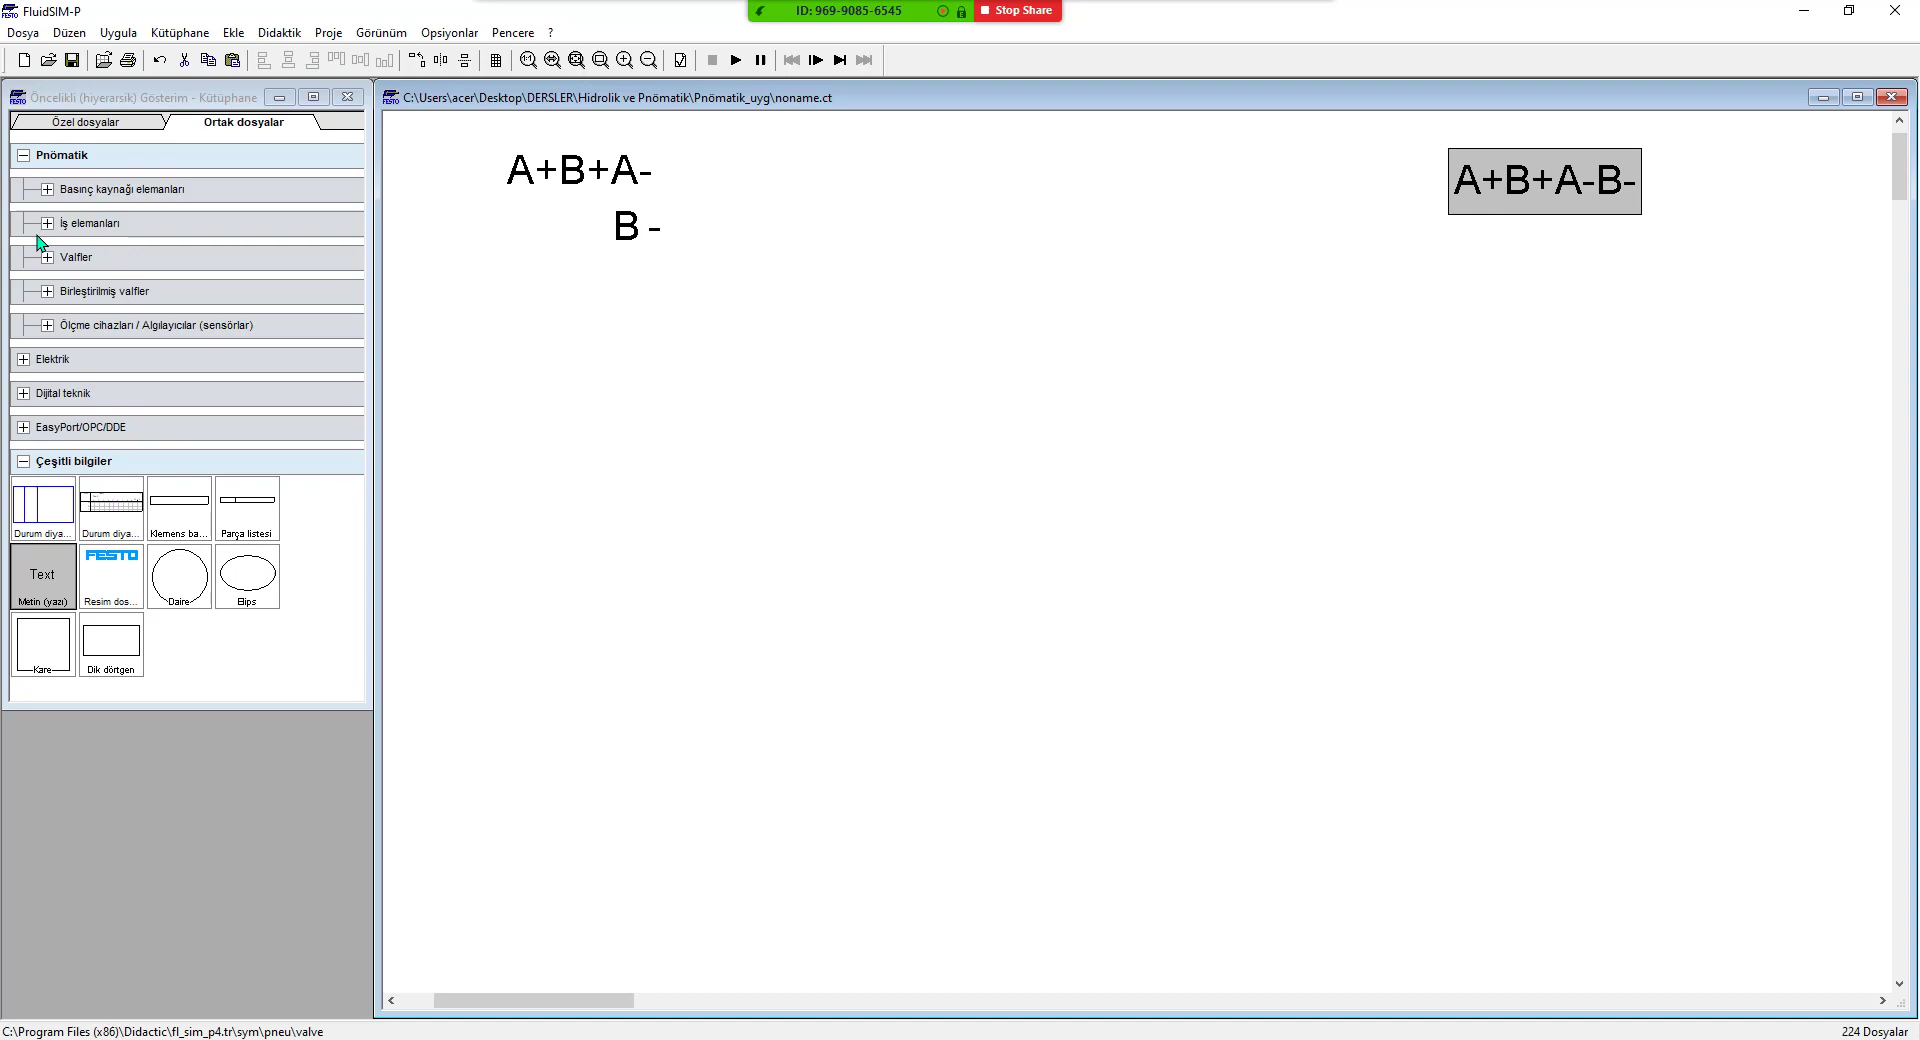 FluidSIM-P
ID: 969-9085-6545
Stop Share
Dosya Düzen Uygula Kütüphane Ekle Didaktik Proje Görünüm Opsiyonlar Pencere ?
Öncelikli (hiyerarsik) Gösterim - Kütüphane
C:\Users\acer\Desktop\DERSLER\Hidrolik ve Pnömatik\Pnömatik_uyg\noname.ct
Özel dosyalar
Ortak dosyalar
Pnömatik
Basınç kaynağı elemanları
İş elemanları
Valfler
Birleştirilmiş valfler
Ölçme cihazları / Algılayıcılar (sensörlar)
Elektrik
Dijital teknik
EasyPort/OPC/DDE
Çeşitli bilgiler
Durum diya... Durum diya... Klemens ba... Parça listesi
Text
FESTO
Metin (yazı) Resim dos... Daire Elips
Kare Dik dörtgen
A+B+A-
B -
A+B+A-B-
C:\Program Files (x86)\Didactic\fl_sim_p4.tr\sym\pneu\valve
224 Dosyalar